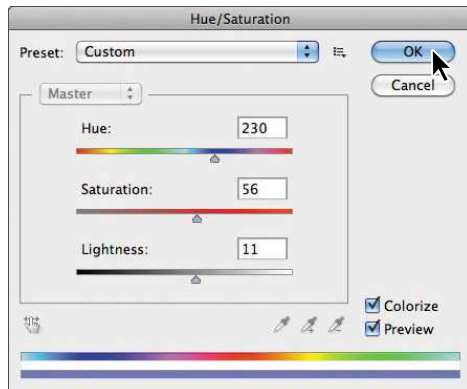 Hue/Saturation
Preset: Custom
OK
Cancel
Master
Hue: 230
Saturation: 56
Lightness: 11
Colorize
Preview